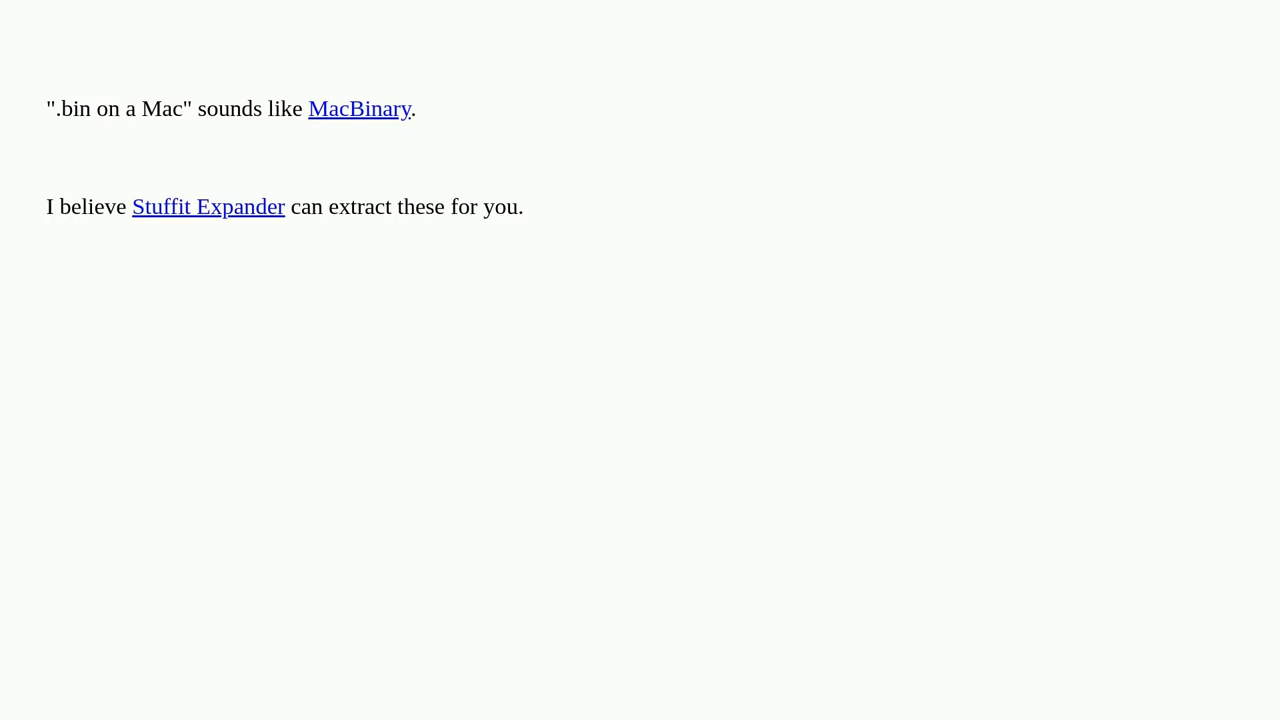 ".bin on a Mac" sounds like MacBinary.
I believe Stuffit Expander can extract these for you.